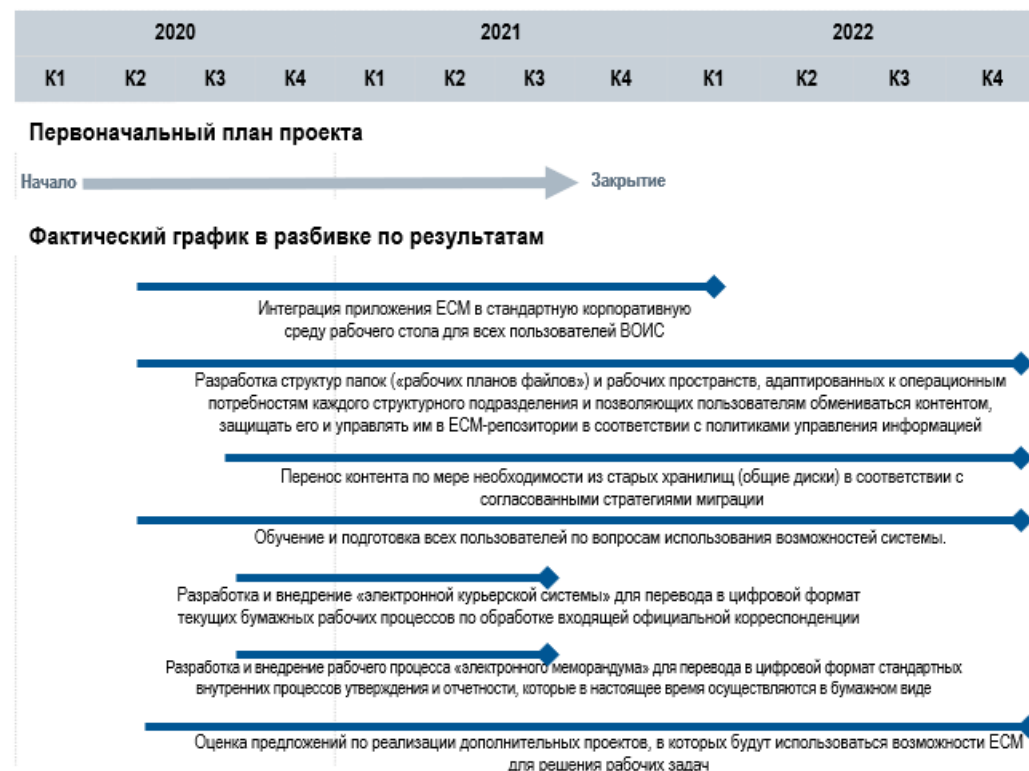 2020 2021 2022
К1 К2 К3 К4 К1 К2 К3 К4 К1 К2 К3 К4
Первоначальный план проекта
Начало Закрытие
Фактический график в разбивке по результатам
Интеграция приложения ECM в стандартную корпоративную
среду рабочего стола для всех пользователей ВОИС
Разработка структур папок («рабочих планов файлов») и рабочих пространств, адаптированных к операционным
потребностям каждого структурного подразделения и позволяющих пользователям обмениваться контентом,
защищать его и управлять им в ECM-репозитории в соответствии с политиками управления информацией
Перенос контента по мере необходимости из старых хранилищ (общие диски) в соответствии с
согласованными стратегиями миграции
Обучение и подготовка всех пользователей по вопросам использования возможностей системы.
Разработка и внедрение «электронной курьерской системы» для перевода в цифровой формат
текущих бумажных рабочих процессов по обработке входящей официальной корреспонденции
Разработка и внедрение рабочего процесса «электронного меморандума» для перевода в цифровой формат стандартных
внутренних процессов утверждения и отчетности, которые в настоящее время осуществляются в бумажном виде
Оценка предложений по реализации дополнительных проектов, в которых будут использоваться возможности ECM
для решения рабочих задач